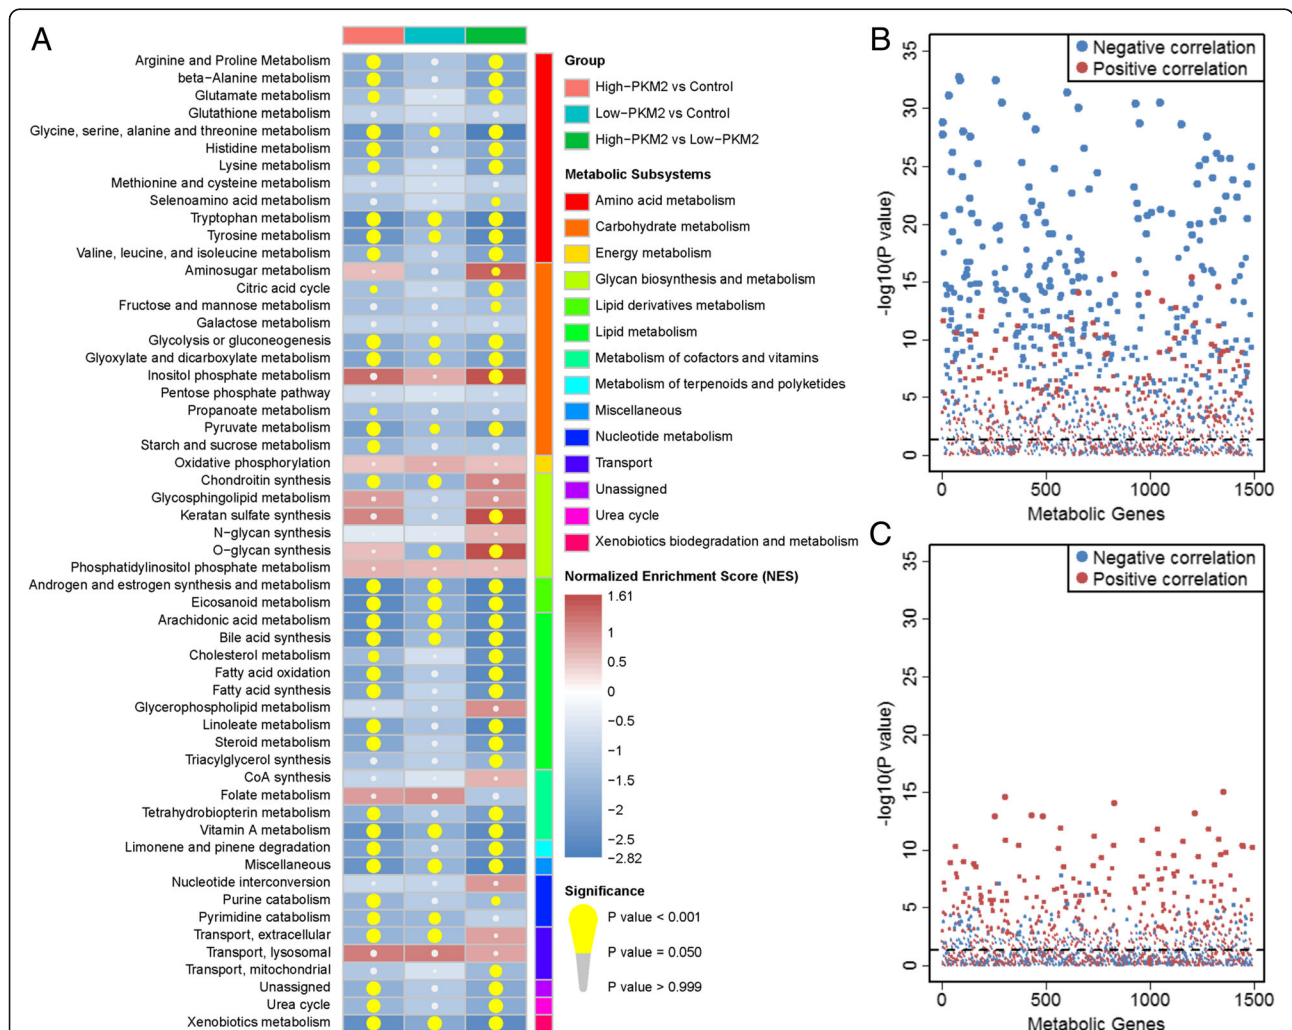 A
Arginine and Proline Metabolism
beta−Alanine metabolism
Glutamate metabolism
Glutathione metabolism
Glycine, serine, alanine and threonine metabolism
Histidine metabolism
Lysine metabolism
Methionine and cysteine metabolism
Selenoamino acid metabolism
Tryptophan metabolism
Tyrosine metabolism
Valine, leucine, and isoleucine metabolism
Aminosugar metabolism
Citric acid cycle
Fructose and mannose metabolism
Galactose metabolism
Glycolysis or gluconeogenesis
Glyoxylate and dicarboxylate metabolism
Inositol phosphate metabolism
Pentose phosphate pathway
Propanoate metabolism
Pyruvate metabolism
Starch and sucrose metabolism
Oxidative phosphorylation
Chondroitin synthesis
Glycosphingolipid metabolism
Keratan sulfate synthesis
N−glycan synthesis
O−glycan synthesis
Phosphatidylinositol phosphate metabolism
Androgen and estrogen synthesis and metabolism
Eicosanoid metabolism
Arachidonic acid metabolism
Bile acid synthesis
Cholesterol metabolism
Fatty acid oxidation
Fatty acid synthesis
Glycerophospholipid metabolism
Linoleate metabolism
Steroid metabolism
Triacylglycerol synthesis
CoA synthesis
Folate metabolism
Tetrahydrobiopterin metabolism
Vitamin A metabolism
Limonene and pinene degradation
Miscellaneous
Nucleotide interconversion
Purine catabolism
Pyrimidine catabolism
Transport, extracellular
Transport, lysosomal
Transport, mitochondrial
Unassigned
Urea cycle
Xenobiotics metabolism
Group
High−PKM2 vs Control
Low−PKM2 vs Control
High−PKM2 vs Low−PKM2
Metabolic Subsystems
Amino acid metabolism
Carbohydrate metabolism
Energy metabolism
Glycan biosynthesis and metabolism
Lipid derivatives metabolism
Lipid metabolism
Metabolism of cofactors and vitamins
Metabolism of terpenoids and polyketides
Miscellaneous
Nucleotide metabolism
Transport
Unassigned
Urea cycle
Xenobiotics biodegradation and metabolism
Normalized Enrichment Score (NES)
1.61
1
0.5
0
−0.5
−1
−1.5
−2
−2.5
−2.82
Significance
P value < 0.001
P value = 0.050
P value > 0.999
B
Negative correlation
Positive correlation
-log10(P value)
35
30
25
20
15
10
5
0
0 500 1000 1500
Metabolic Genes
C
Negative correlation
Positive correlation
-log10(P value)
35
30
25
20
15
10
5
0
0 500 1000 1500
Metabolic Genes